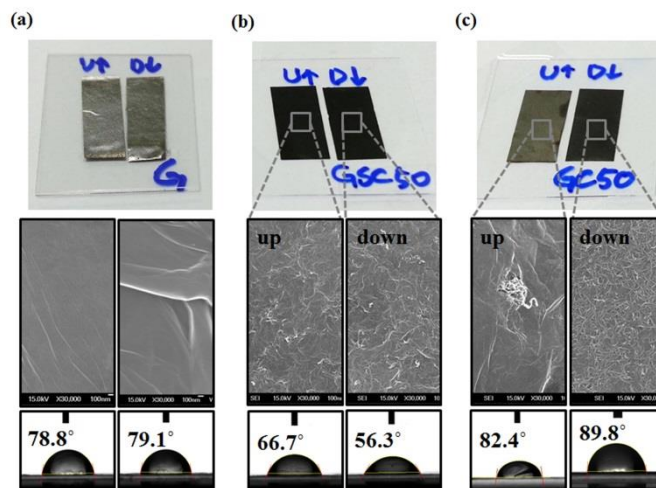 (a)
(b)
(c)
U↑ D↓
G
U↑ D↓
GSC50
U↑ D↓
GC50
up
down
up
down
15.0kV X30,000 100nm
15.0kV X30,000 100nm
SEI 15.0kV X30,000 100nm
SEI 15.0kV X30,000
SEI 15.0kV X30,000
SEI 15.0kV X30,000
78.8°
79.1°
66.7°
56.3°
82.4°
89.8°